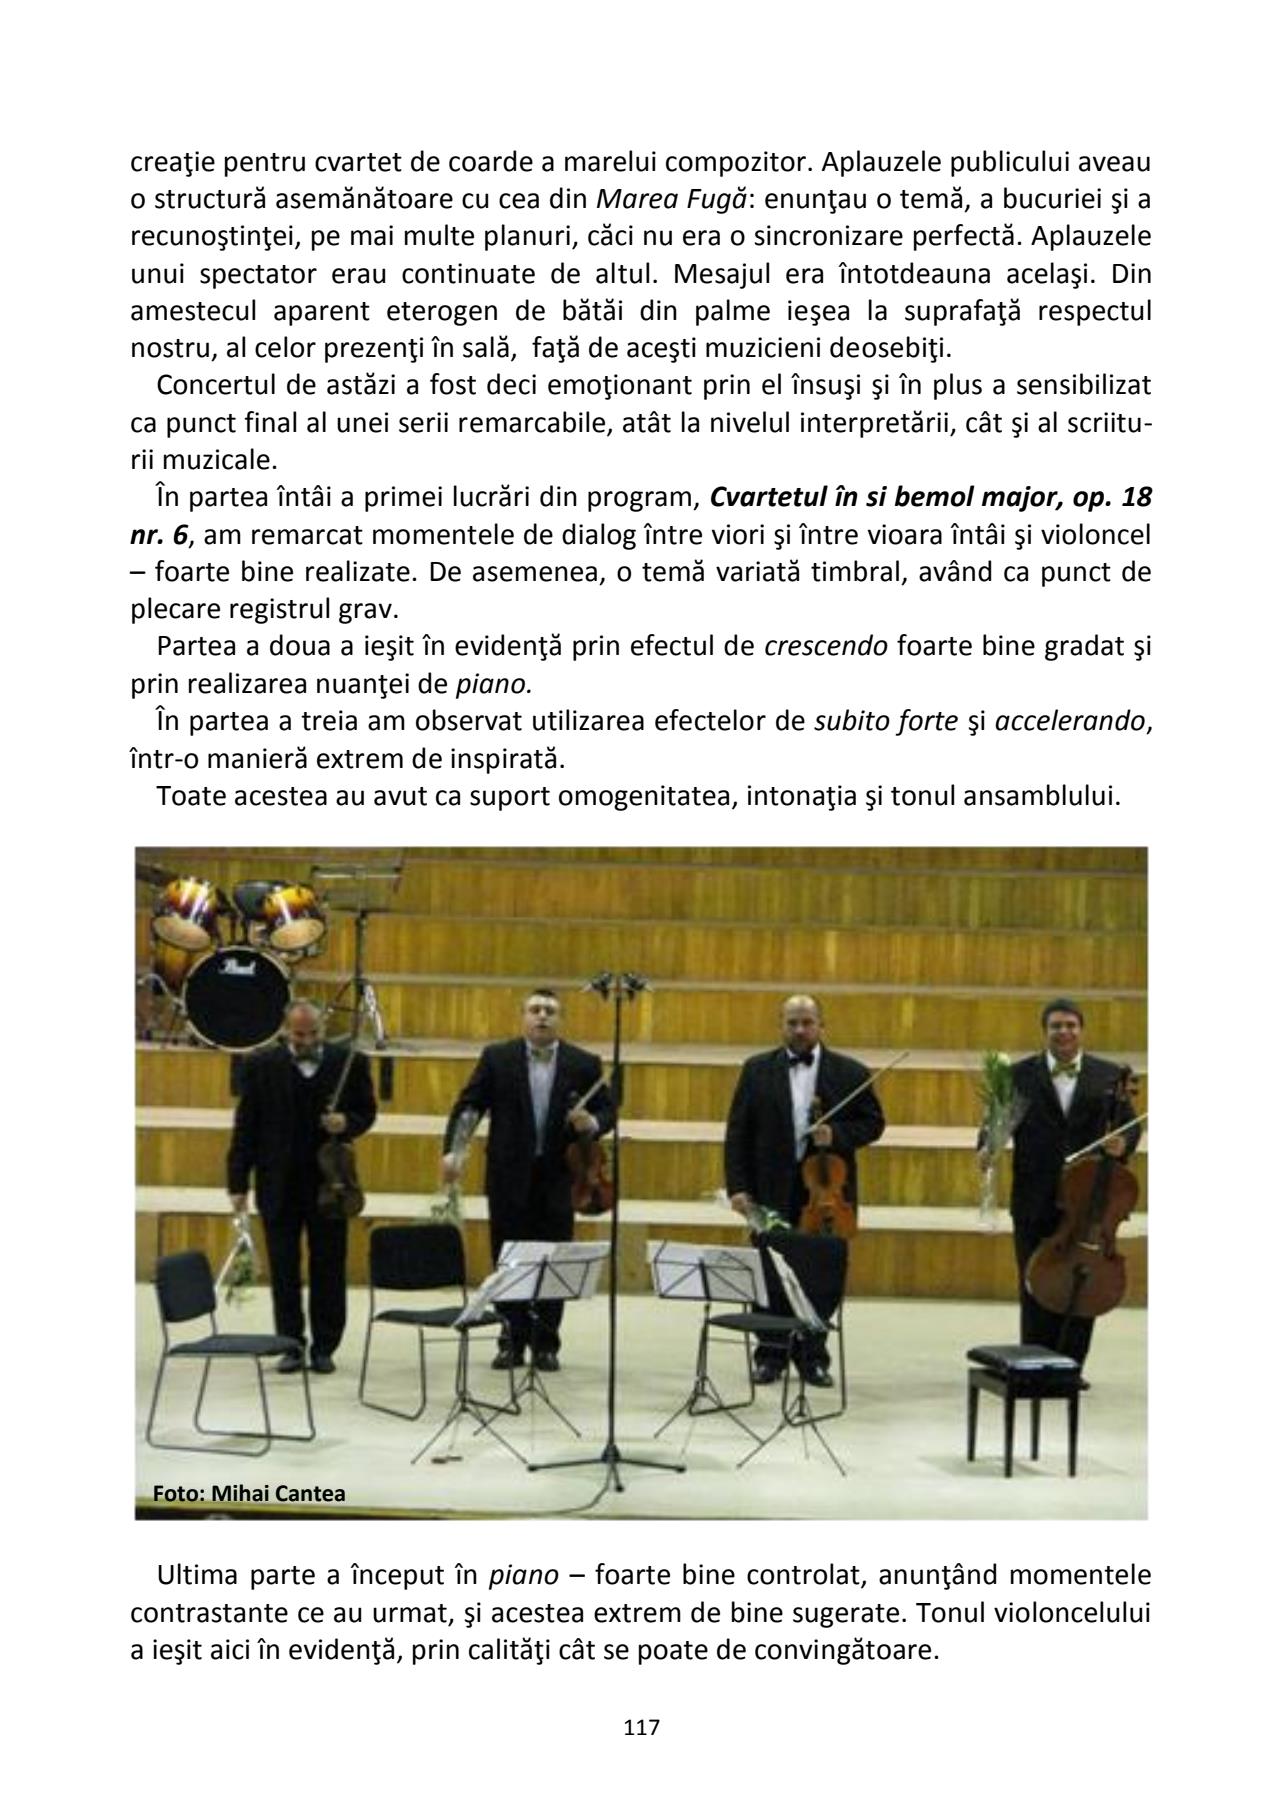 creaţie pentru cvartet de coarde a marelui compozitor. Aplauzele publicului aveau
o structură asemănătoare cu cea din Marea Fugă: enunţau o temă, a bucuriei şi a
recunoştinţei, pe mai multe planuri, căci nu era o sincronizare perfectă. Aplauzele
unui spectator erau continuate de altul. Mesajul era întotdeauna acelaşi. Din
amestecul aparent eterogen de bătăi din palme ieşea la suprafaţă respectul
nostru, al celor prezenţi în sală, faţă de aceşti muzicieni deosebiţi.
Concertul de astăzi a fost deci emoţionant prin el însuşi şi în plus a sensibilizat
ca punct final al unei serii remarcabile, atât la nivelul interpretării, cât şi al scriitu-
rii muzicale.
În partea întâi a primei lucrări din program, Cvartetul în si bemol major, op. 18
nr. 6, am remarcat momentele de dialog între viori şi între vioara întâi şi violoncel
– foarte bine realizate. De asemenea, o temă variată timbral, având ca punct de
plecare registrul grav.
Partea a doua a ieşit în evidenţă prin efectul de crescendo foarte bine gradat şi
prin realizarea nuanţei de piano.
În partea a treia am observat utilizarea efectelor de subito forte şi accelerando,
într-o manieră extrem de inspirată.
Toate acestea au avut ca suport omogenitatea, intonaţia şi tonul ansamblului.
Pearl
Foto: Mihai Cantea
Ultima parte a început în piano – foarte bine controlat, anunţând momentele
contrastante ce au urmat, şi acestea extrem de bine sugerate. Tonul violoncelului
a ieşit aici în evidenţă, prin calităţi cât se poate de convingătoare.
117